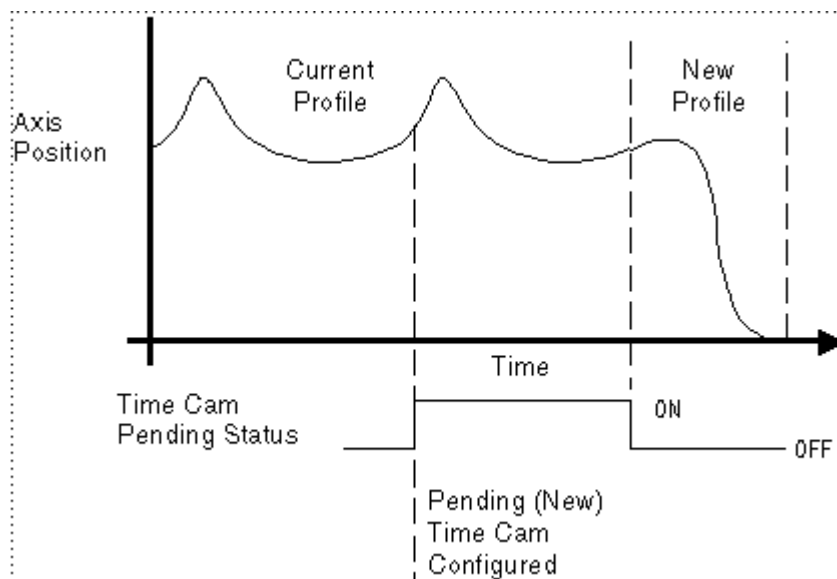 Current
Profile
New
Profile
Axis
Position
Time
Time Cam
Pending Status
ON
OFF
Pending (New)
Time Cam
Configured